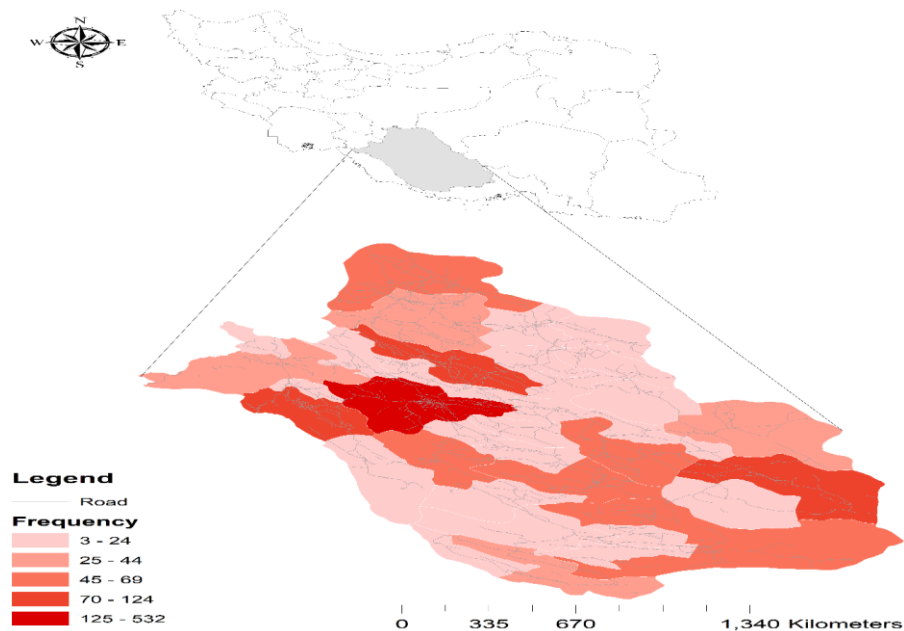 N
W E
S
Legend
Road
Frequency
3 - 24
25 - 44
45 - 69
70 - 124
125 - 532
0 335 670 1,340 Kilometers